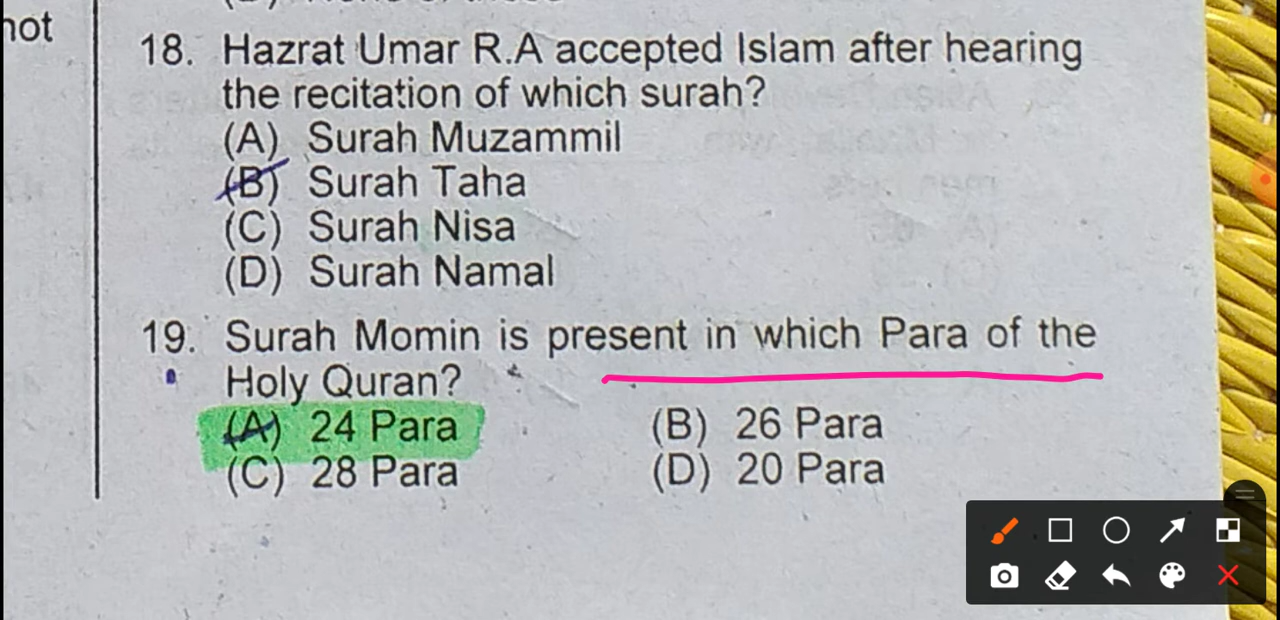 not
18. Hazrat Umar R.A accepted Islam after hearing
the recitation of which surah?
(A) Surah Muzammil
(B) Surah Taha
(C) Surah Nisa
(D) Surah Namal
19. Surah Momin is present in which Para of the
Holy Quran?
(A) 24 Para (B) 26 Para
(C) 28 Para (D) 20 Para